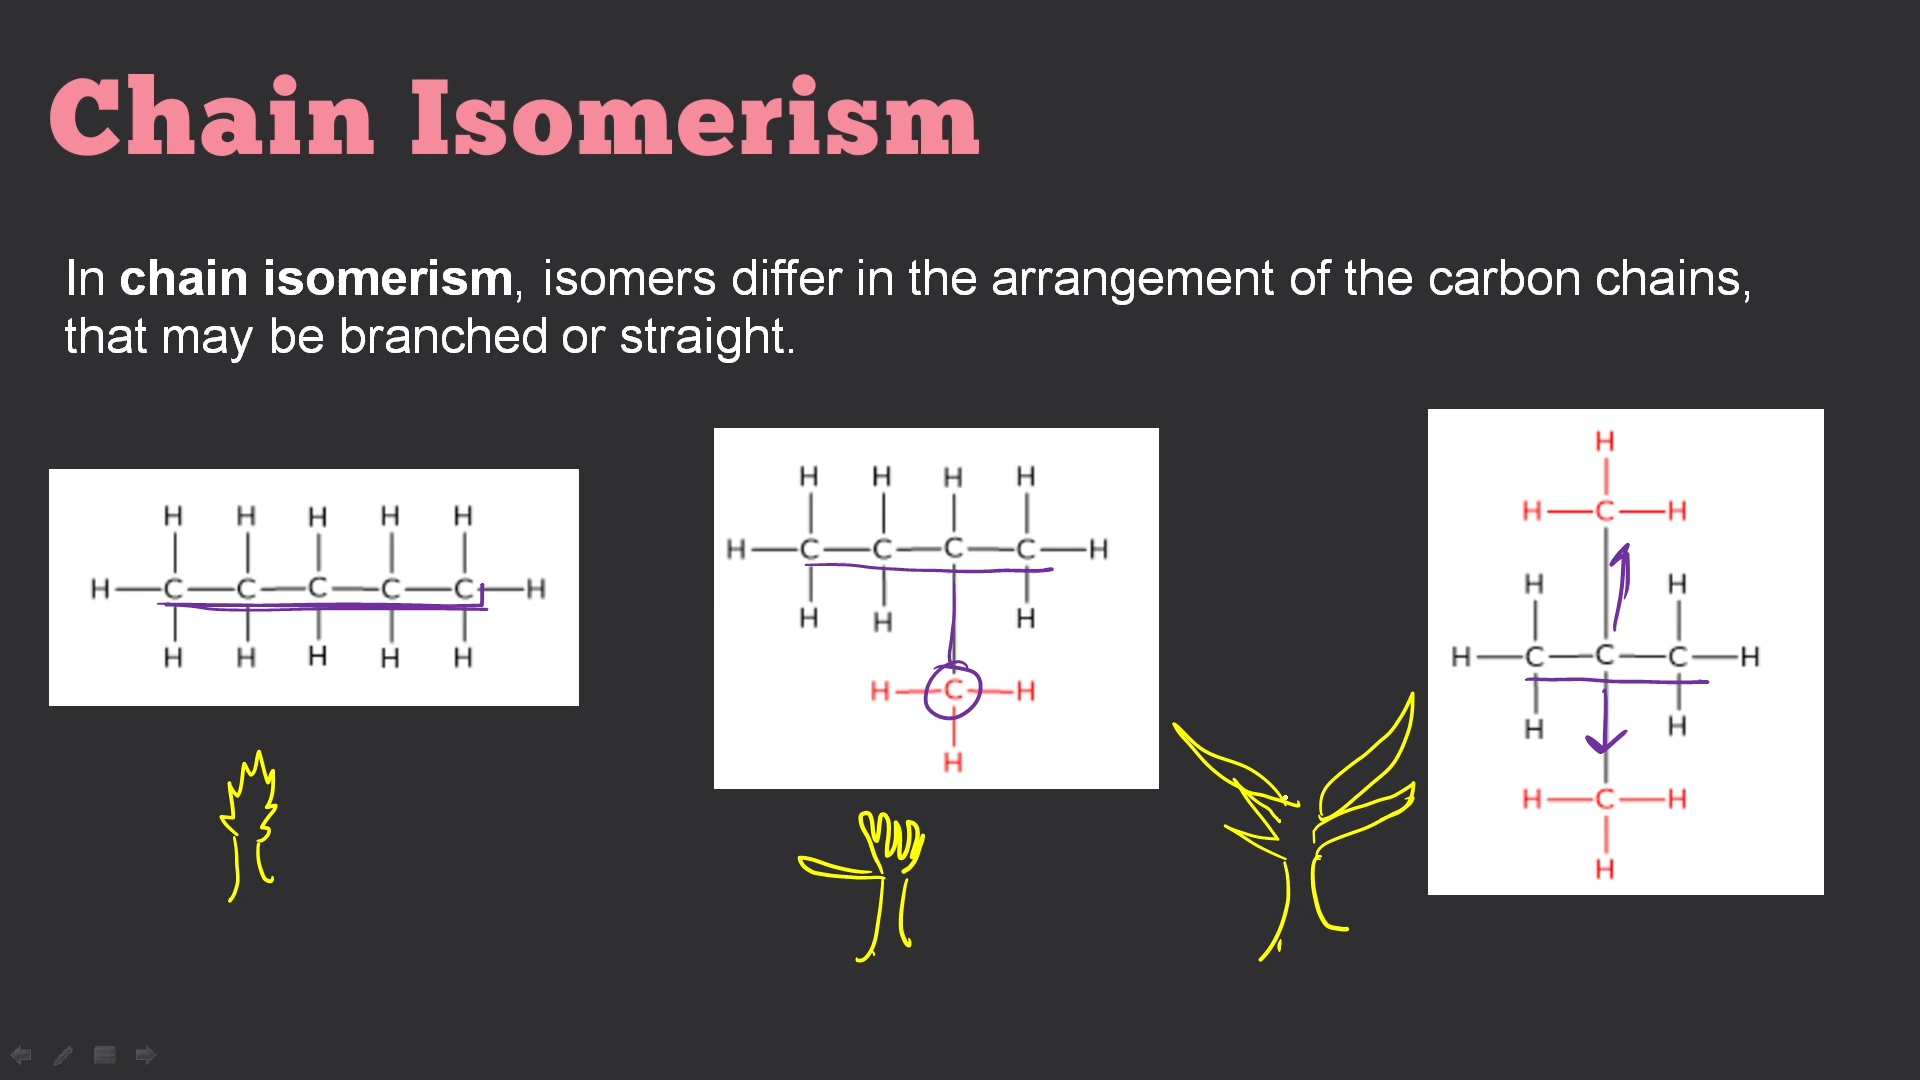 Chain Isomerism
In chain isomerism, isomers differ in the arrangement of the carbon chains,
that may be branched or straight.
H H H H H
H C C C C C H
H H H H H
H H H H
H C C C C H
H H H
H C H
H
H
H C H
H H
H C C C H
H H
H C H
H